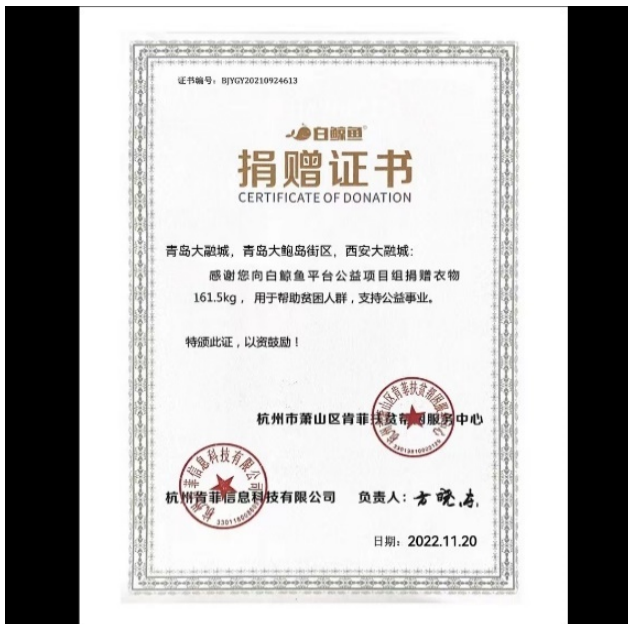 证书编号：BJYGY20210924613
白鲸鱼®
捐赠证书
CERTIFICATE OF DONATION
青岛大融城，青岛大鲍岛街区，西安大融城：
感谢您向白鲸鱼平台公益项目组捐赠衣物
161.5kg，用于帮助贫困人群，支持公益事业。
特颁此证，以资鼓励！
杭州市萧山区肯菲扶贫帮困服务中心
杭州肯菲信息科技有限公司 负责人：方晓东
日期：2022.11.20